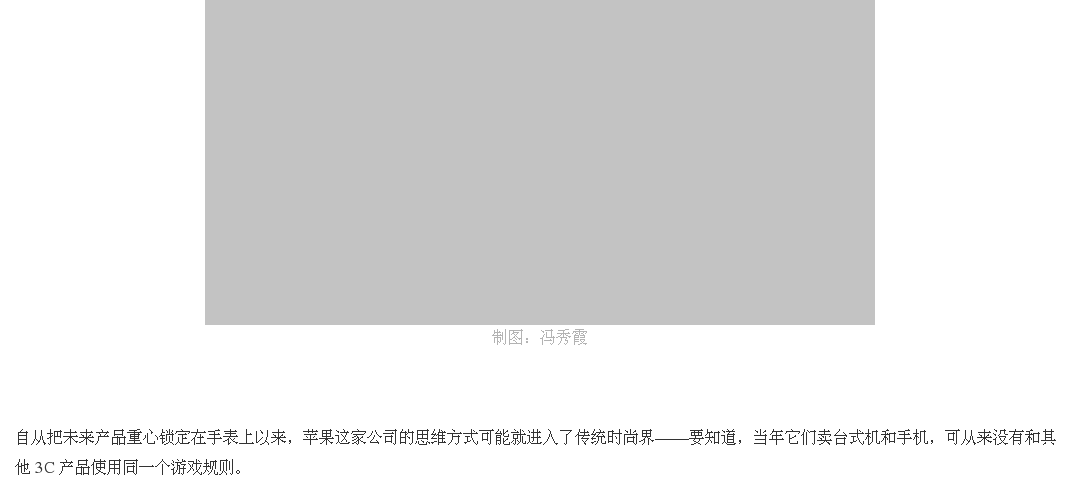 制图：冯秀霞
自从把未来产品重心锁定在手表上以来，苹果这家公司的思维方式可能就进入了传统时尚界——要知道，当年它们卖台式机和手机，可从来没有和其
他 3C 产品使用同一个游戏规则。